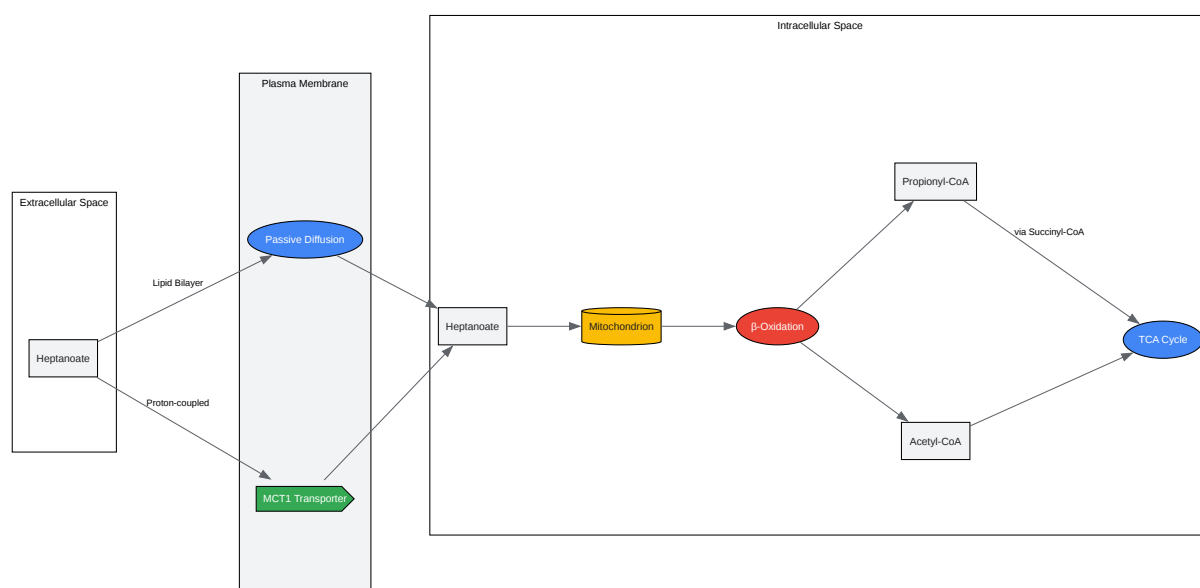 Intracellular Space
Plasma Membrane
Extracellular Space
Passive Diffusion
Lipid Bilayer
Heptanoate
Proton-coupled
MCT1 Transporter
Heptanoate
Mitochondrion
β-Oxidation
Propionyl-CoA
via Succinyl-CoA
Acetyl-CoA
TCA Cycle